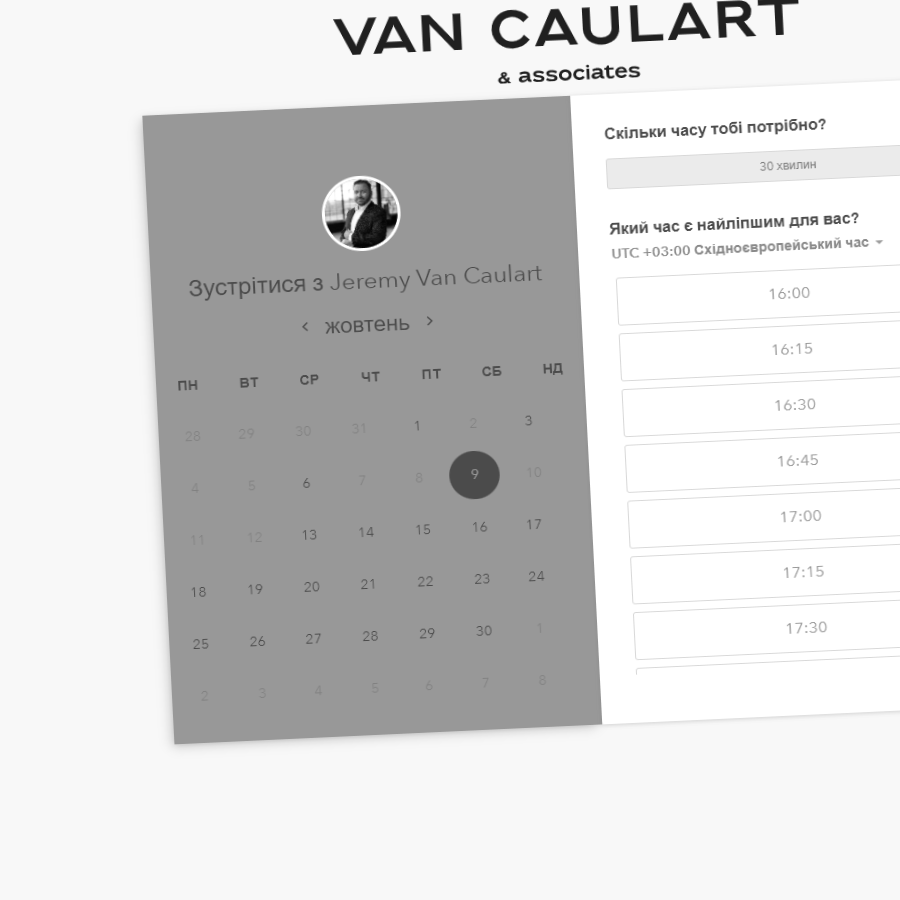 VAN CAULART
& associates
Зустрітися з Jeremy Van Caulart
жовтень
ПН ВТ СР ЧТ ПТ СБ НД
28 29 30 31 1 2 3
4 5 6 7 8 9 10
11 12 13 14 15 16 17
18 19 20 21 22 23 24
25 26 27 28 29 30 1
2 3 4 5 6 7 8
Скільки часу тобі потрібно?
30 хвилин
Який час є найліпшим для вас?
UTC +03:00 Східноєвропейський час
16:00
16:15
16:30
16:45
17:00
17:15
17:30